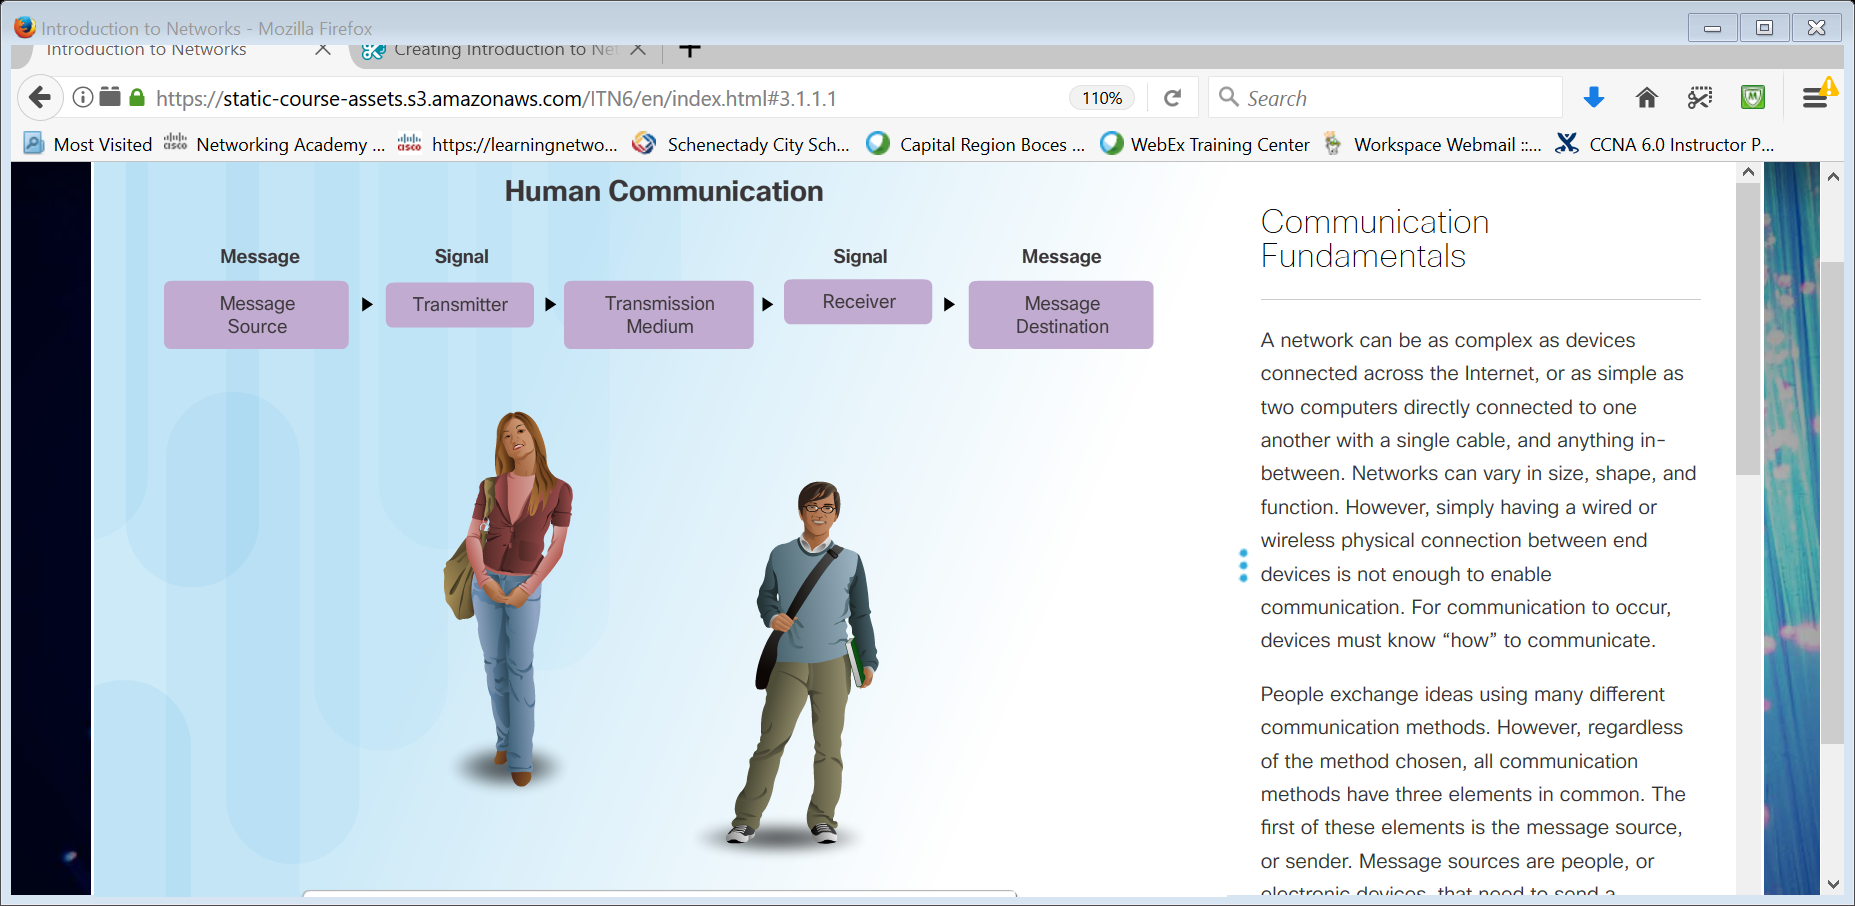 Introduction to Networks - Mozilla Firefox
Introduction to Networks
Creating Introduction to Net
https://static-course-assets.s3.amazonaws.com/ITN6/en/index.html#3.1.1.1
110%
Search
Most Visited
cisco
Networking Academy ...
cisco
https://learningnetwo...
Schenectady City Sch...
Capital Region Boces ...
WebEx Training Center
Workspace Webmail ::...
CCNA 6.0 Instructor P...
Human Communication
Message
Signal
Signal
Message
Message
Source
Transmitter
Transmission
Medium
Receiver
Message
Destination
Communication
Fundamentals
A network can be as complex as devices
connected across the Internet, or as simple as
two computers directly connected to one
another with a single cable, and anything in-
between. Networks can vary in size, shape, and
function. However, simply having a wired or
wireless physical connection between end
devices is not enough to enable
communication. For communication to occur,
devices must know “how” to communicate.
People exchange ideas using many different
communication methods. However, regardless
of the method chosen, all communication
methods have three elements in common. The
first of these elements is the message source,
or sender. Message sources are people, or
electronic devices, that need to send a